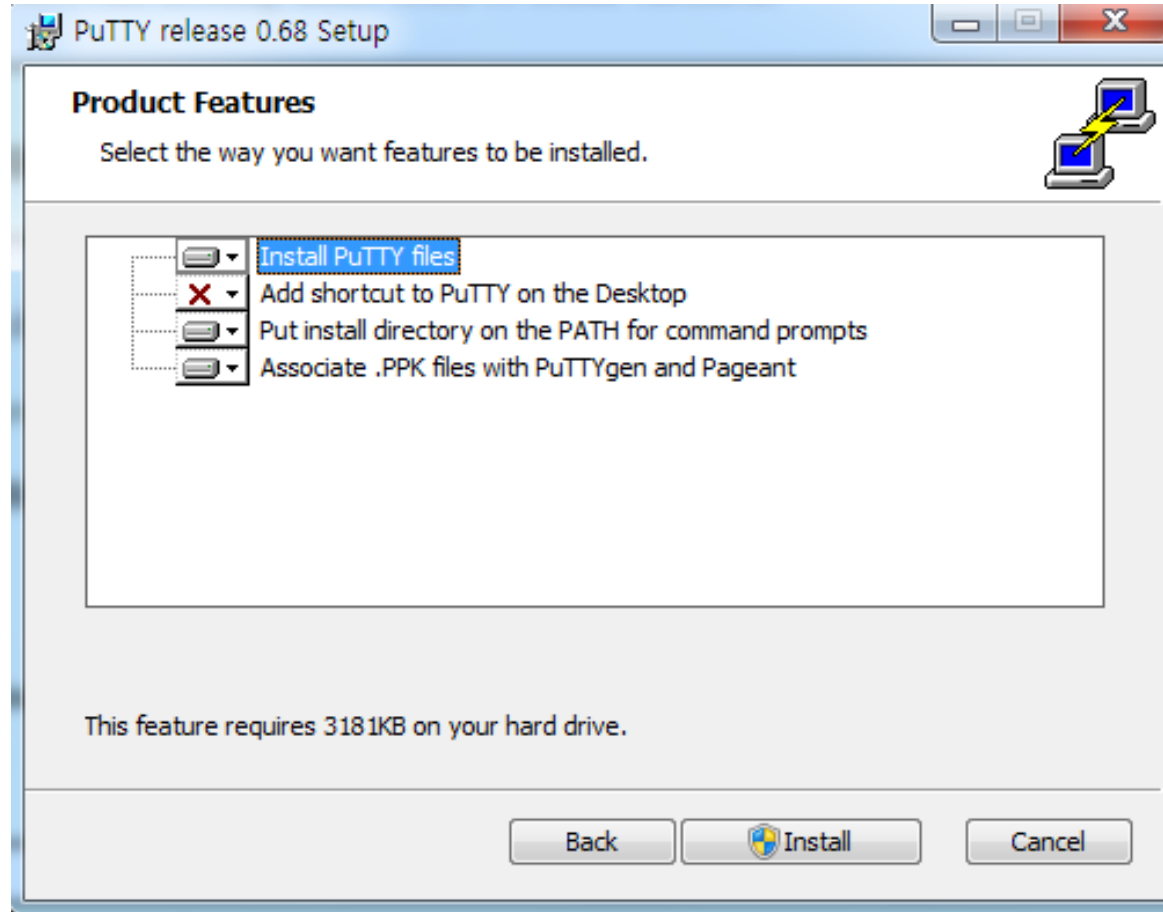 PuTTY release 0.68 Setup
Product Features
Select the way you want features to be installed.
Install PuTTY files
Add shortcut to PuTTY on the Desktop
Put install directory on the PATH for command prompts
Associate .PPK files with PuTTYgen and Pageant
This feature requires 3181KB on your hard drive.
Back Install Cancel